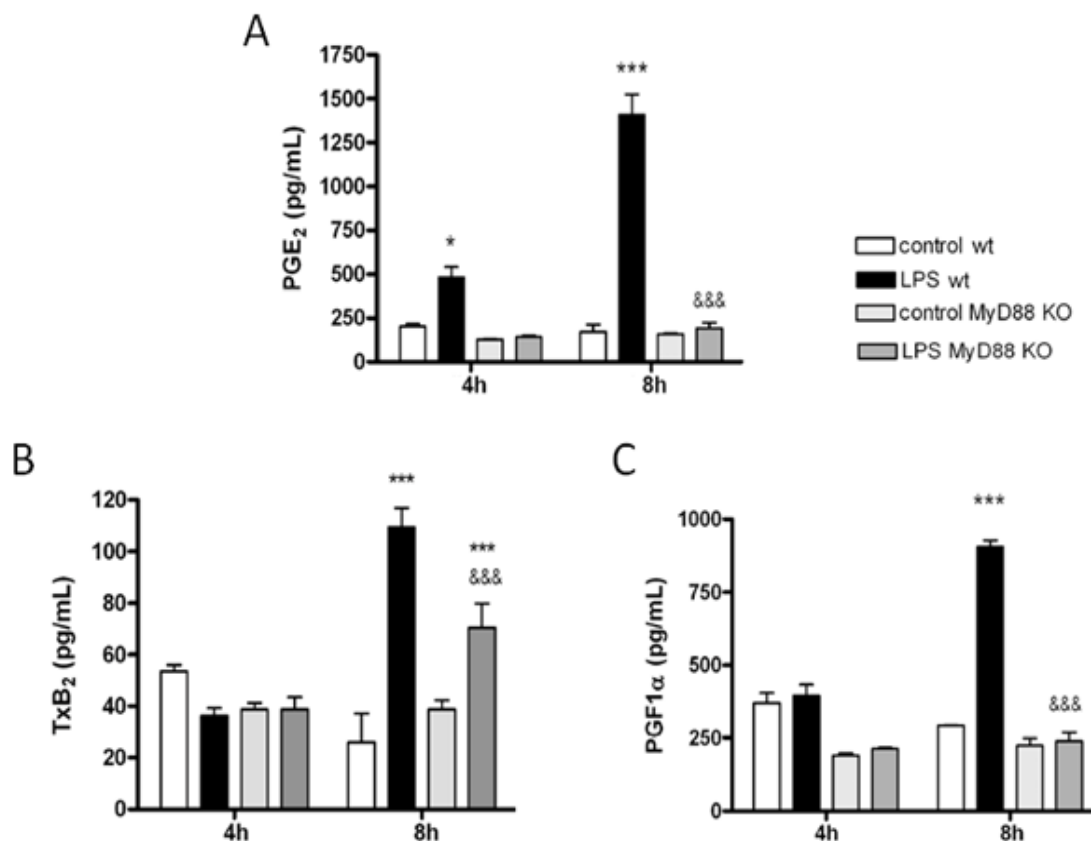 A
PGE₂ (pg/mL)
1750
1500
1250
1000
750
500
250
0
*
***
&&&
4h
8h
control wt
LPS wt
control MyD88 KO
LPS MyD88 KO
B
TxB₂ (pg/mL)
120
100
80
60
40
20
0
***
***
&&&
4h
8h
C
PGF1α (pg/mL)
1000
750
500
250
0
***
&&&
4h
8h